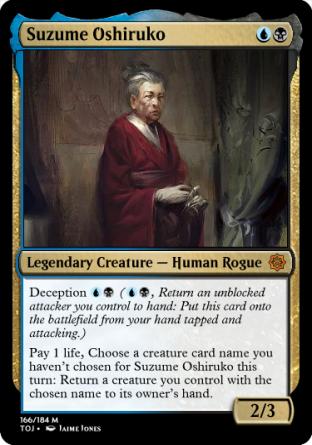 Suzume Oshiruko
Legendary Creature — Human Rogue
Deception (, Return an unblocked
attacker you control to hand: Put this card onto
the battlefield from your hand tapped and
attacking.)
Pay 1 life, Choose a creature card name you
haven't chosen for Suzume Oshiruko this
turn: Return a creature you control with the
chosen name to its owner's hand.
2/3
166/184 M
TOJ • Jaime Jones